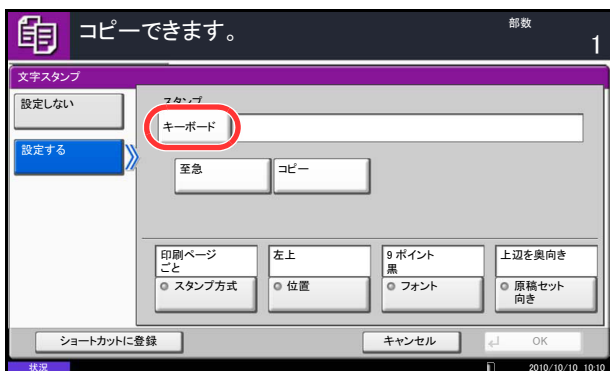 コピーできます。
部数
1
文字スタンプ
設定しない
設定する
スタンプ
キーボード
至急
コピー
印刷ページ
ごと
スタンプ方式
左上
位置
9 ポイント
黒
フォント
上辺を奥向き
原稿セット
向き
ショートカットに登録
キャンセル
OK
状況
2010/10/10 10:10